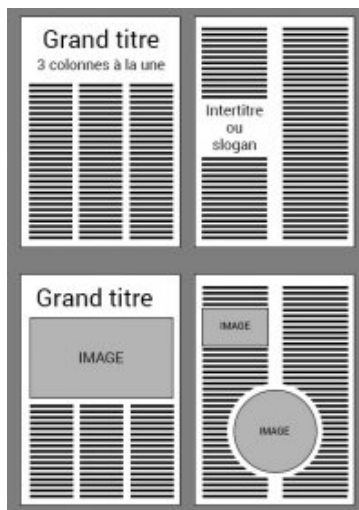 Grand titre
3 colonnes à la une
Intertitre
ou
slogan
Grand titre
IMAGE
IMAGE
IMAGE